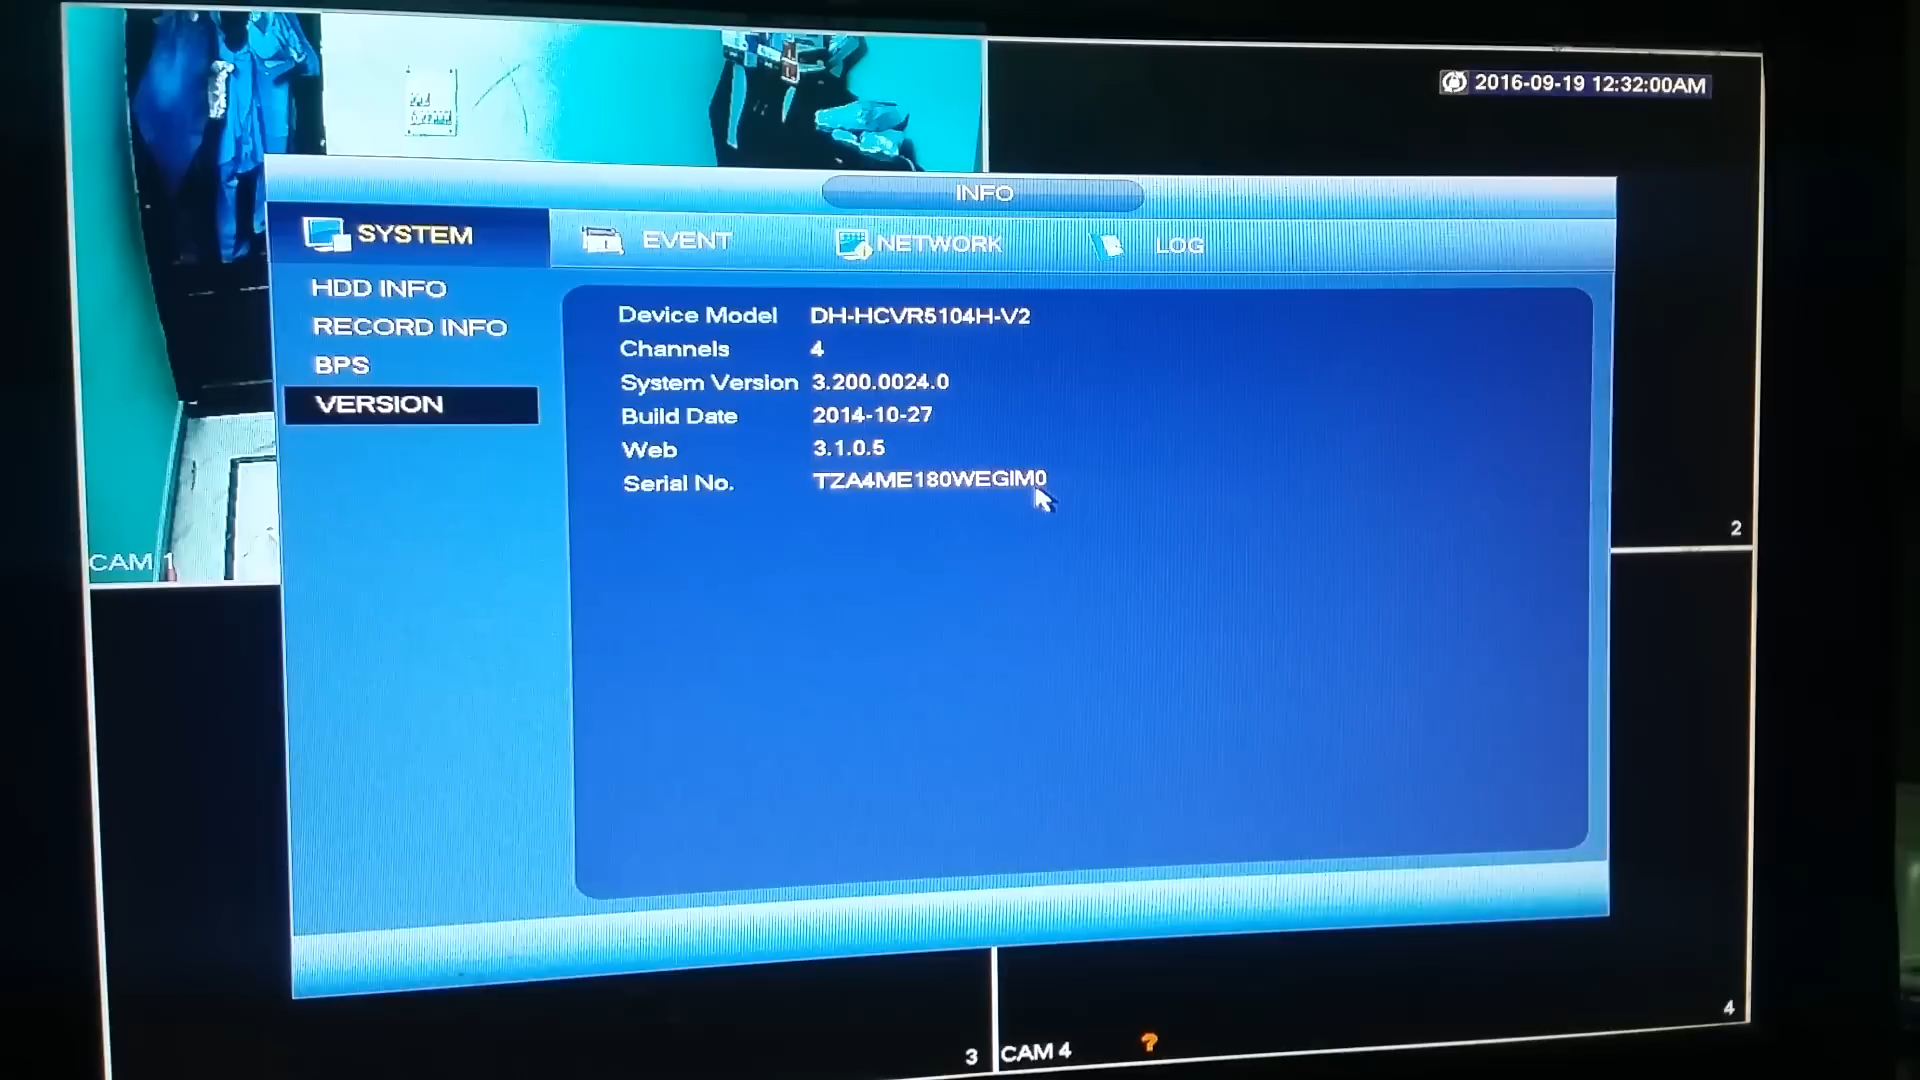 2016-09-19 12:32:00AM
INFO
SYSTEM
EVENT
NETWORK
LOG
HDD INFO
RECORD INFO
BPS
VERSION
Device Model DH-HCVR5104H-V2
Channels 4
System Version 3.200.0024.0
Build Date 2014-10-27
Web 3.1.0.5
Serial No. TZA4ME180WEGIM0
CAM 1
2
3
CAM 4
?
4